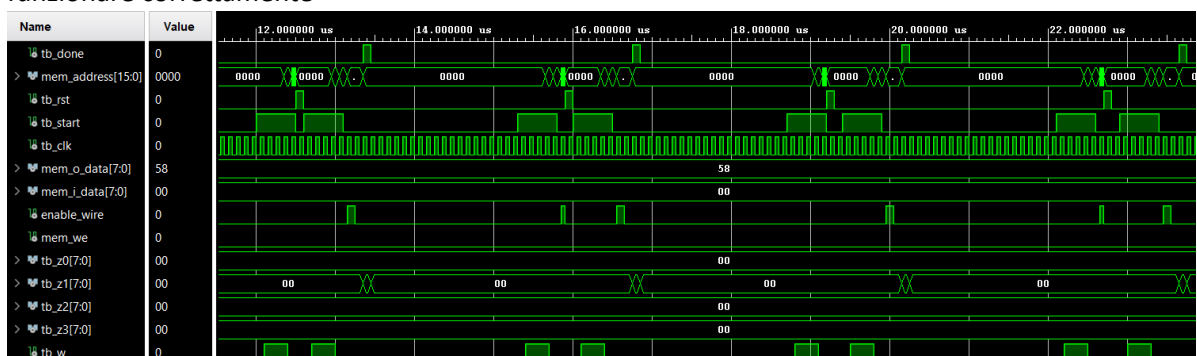 funzionare correttamente
Name Value 12.000000 us 14.000000 us 16.000000 us 18.000000 us 20.000000 us 22.000000 us
tb_done 0
mem_address[15:0] 0000 0000 0000 . 0000 0000 . 0000 0000 . 0000 0000 .
tb_rst 0
tb_start 0
tb_clk 0
mem_o_data[7:0] 58 58
mem_i_data[7:0] 00 00
enable_wire 0
mem_we 0
tb_z0[7:0] 00 00
tb_z1[7:0] 00 00 00 00 00
tb_z2[7:0] 00 00
tb_z3[7:0] 00 00
tb_w 0